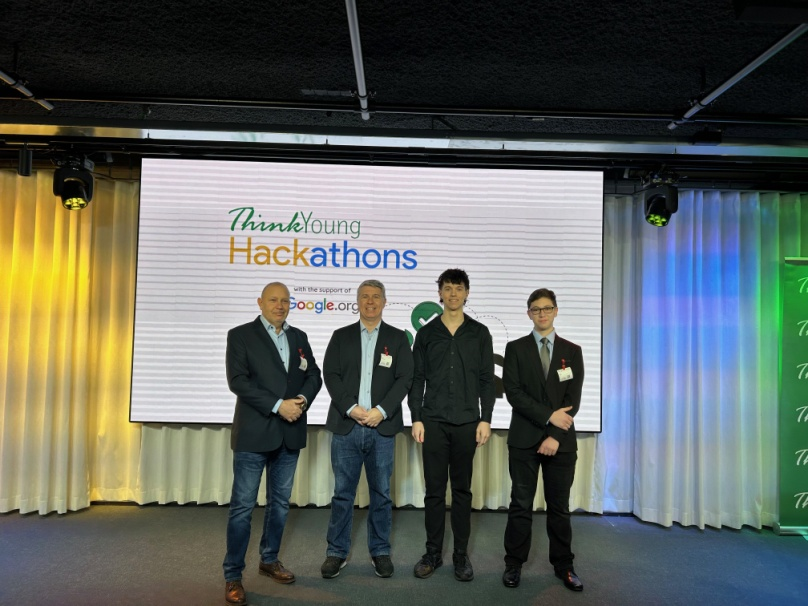 ThinkYoung
Hackathons
with the support of
Google.org